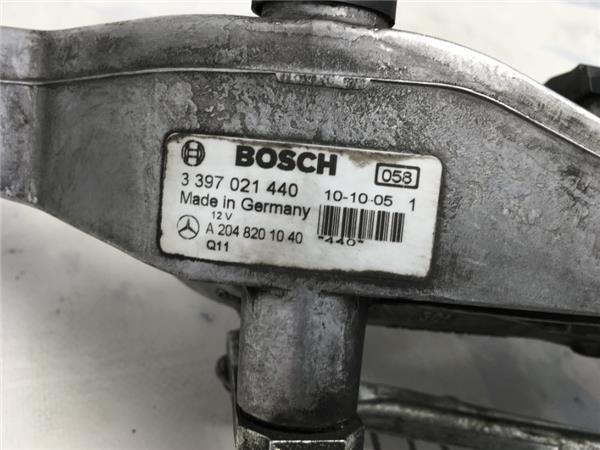 BOSCH 058
3 397 021 440 10-10-05 1
Made in Germany
12 V
A 204 820 10 40 -440-
Q11